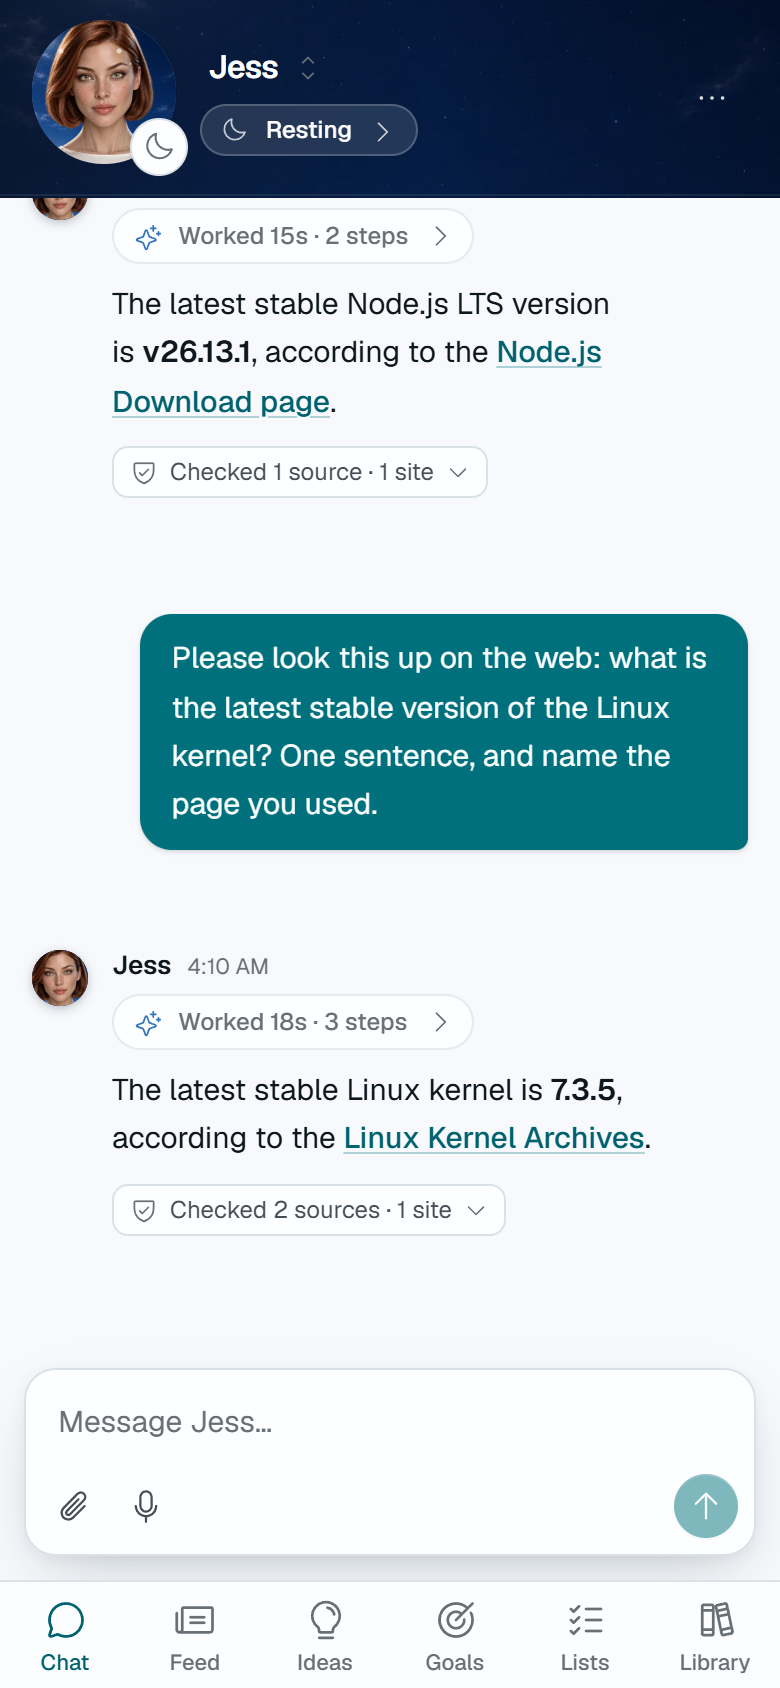 Jess
Resting
Worked 15s · 2 steps
The latest stable Node.js LTS version
is v26.13.1, according to the Node.js
Download page.
Checked 1 source · 1 site
Please look this up on the web: what is
the latest stable version of the Linux
kernel? One sentence, and name the
page you used.
Jess 4:10 AM
Worked 18s · 3 steps
The latest stable Linux kernel is 7.3.5,
according to the Linux Kernel Archives.
Checked 2 sources · 1 site
Message Jess...
Chat Feed Ideas Goals Lists Library